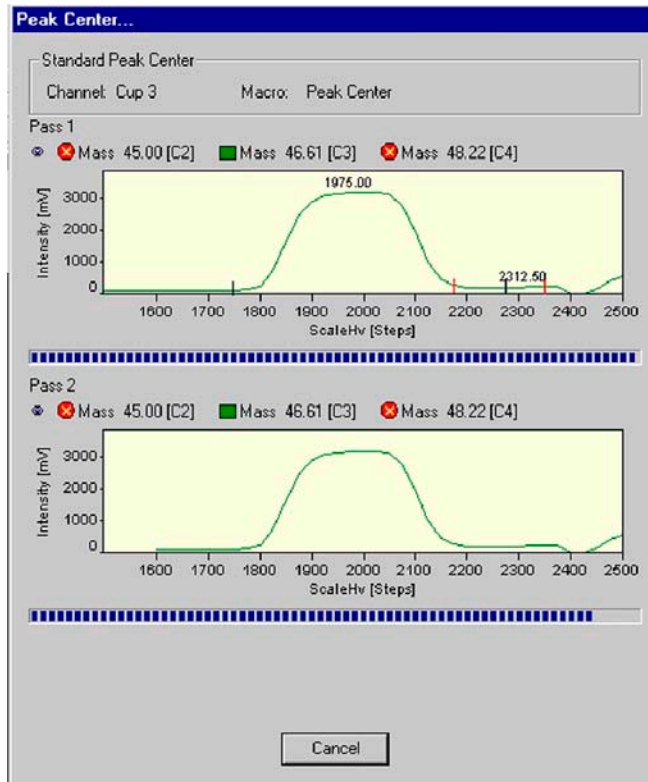 Peak Center...
Standard Peak Center
Channel: Cup 3 Macro: Peak Center
Pass 1
Mass 45.00 [C2] Mass 46.61 [C3] Mass 48.22 [C4]
1975.00
2312.50
Intensity [mV]
3000
2000
1000
0
1600 1700 1800 1900 2000 2100 2200 2300 2400 2500
ScaleHv [Steps]
Pass 2
Mass 45.00 [C2] Mass 46.61 [C3] Mass 48.22 [C4]
Intensity [mV]
3000
2000
1000
0
1600 1700 1800 1900 2000 2100 2200 2300 2400 2500
ScaleHv [Steps]
Cancel